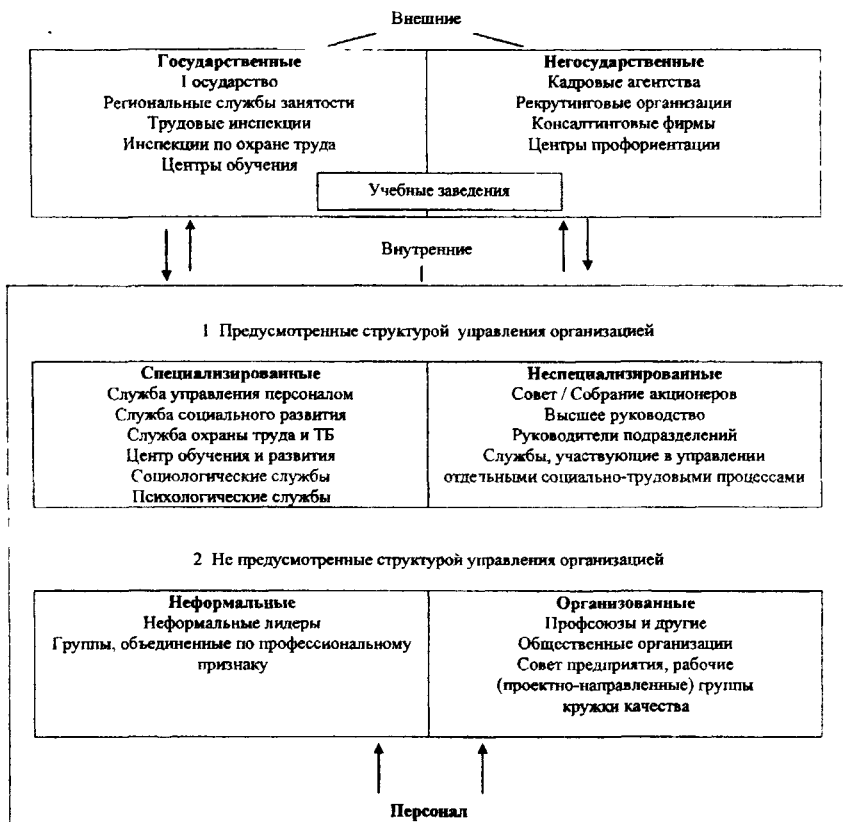 Внешние
Государственные
Государство
Региональные службы занятости
Трудовые инспекции
Инспекции по охране труда
Центры обучения
Негосударственные
Кадровые агентства
Рекрутинговые организации
Консалтинговые фирмы
Центры профориентации
Учебные заведения
Внутренние
1 Предусмотренные структурой управления организацией
Специализированные
Служба управления персоналом
Служба социального развития
Служба охраны труда и ТБ
Центр обучения и развития
Социологические службы
Психологические службы
Неспециализированные
Совет / Собрание акционеров
Высшее руководство
Руководители подразделений
Службы, участвующие в управлении
отдельными социально-трудовыми процессами
2 Не предусмотренные структурой управления организацией
Неформальные
Неформальные лидеры
Группы, объединенные по профессиональному
признаку
Организованные
Профсоюзы и другие
Общественные организации
Совет предприятия, рабочие
(проектно-направленные) группы
кружки качества
Персонал